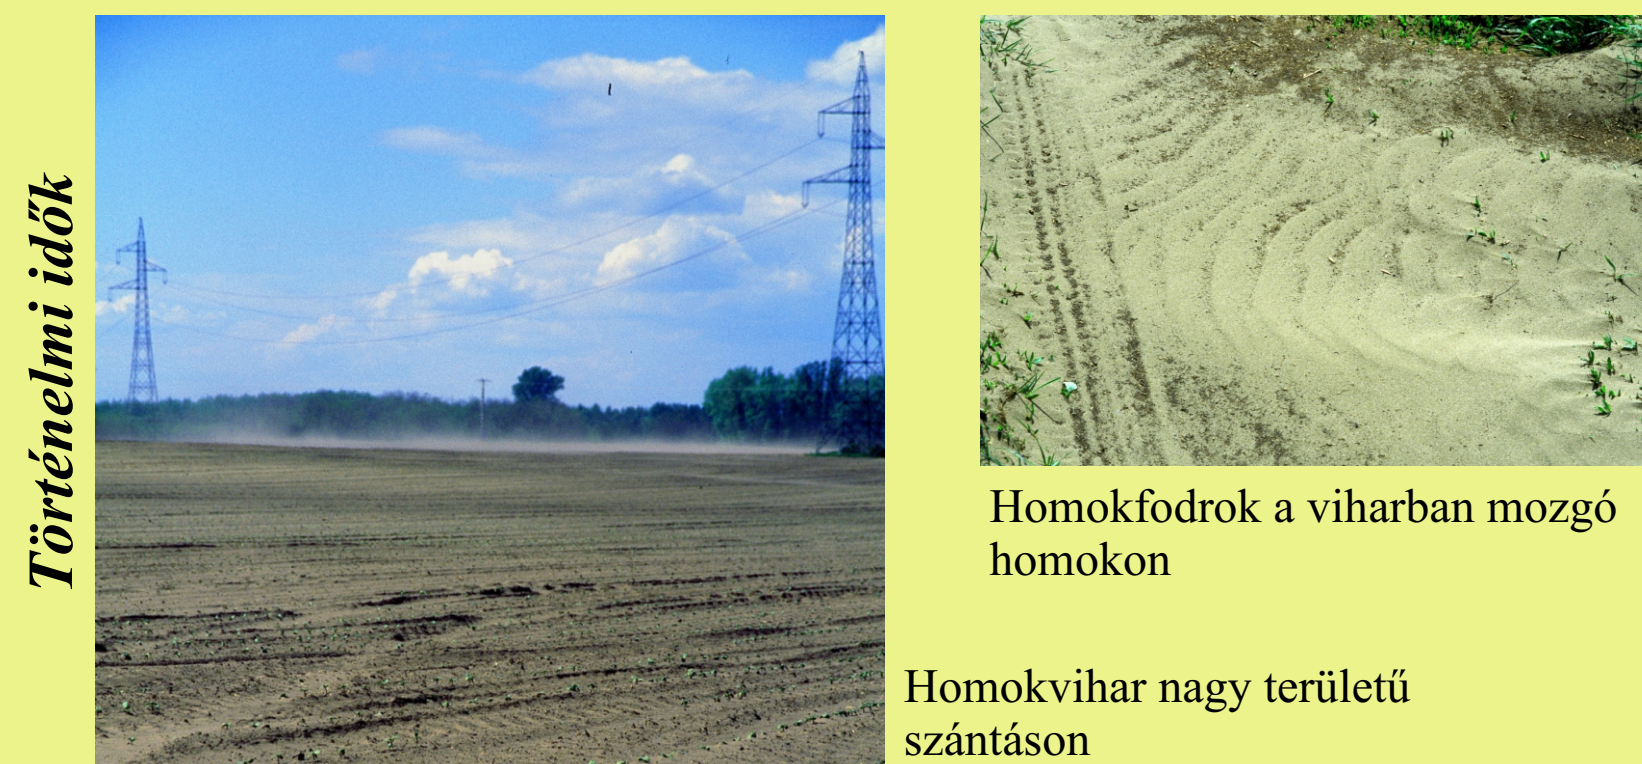 Történelmi idők
Homokfodrok a viharban mozgó
homokon
Homokvihar nagy területű
szántáson